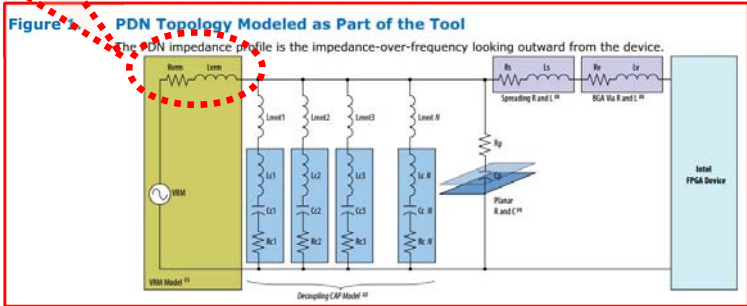 Figure 1. PDN Topology Modeled as Part of the Tool
The PDN impedance profile is the impedance-over-frequency looking outward from the device.
Rvrm Lvrm
Rs Ls Rv Lv
Spreading R and L BGA Via R and L
Lmnt1 Lmnt2 Lmnt3 Lmnt N
Rp
Lc1 Lc2 Lc3 Lc N
Cp
VRM
Cc1 Cc2 Cc3 Cc N
Planar
R and C
Intel
FPGA Device
Rc1 Rc2 Rc3 Rc N
VRM Model
Decoupling CAP Model